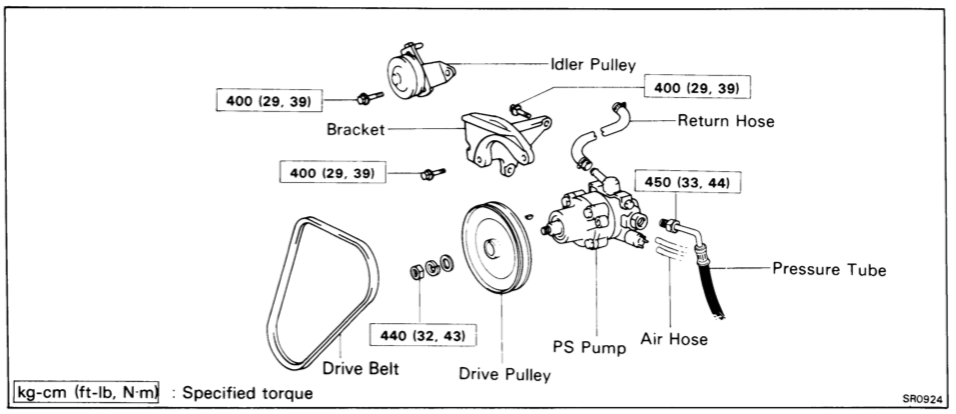 Idler Pulley
400 (29, 39)
400 (29, 39)
Bracket
Return Hose
400 (29, 39)
450 (33, 44)
Pressure Tube
440 (32, 43)
Air Hose
PS Pump
Drive Belt
Drive Pulley
kg-cm (ft-lb, N·m) : Specified torque
SR0924